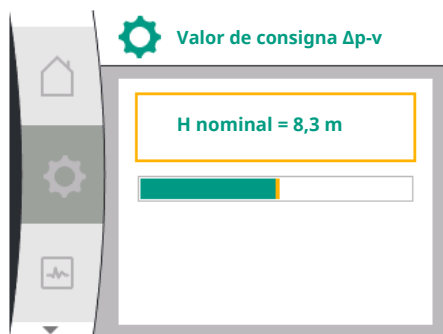 Valor de consigna Δp-v
H nominal = 8,3 m